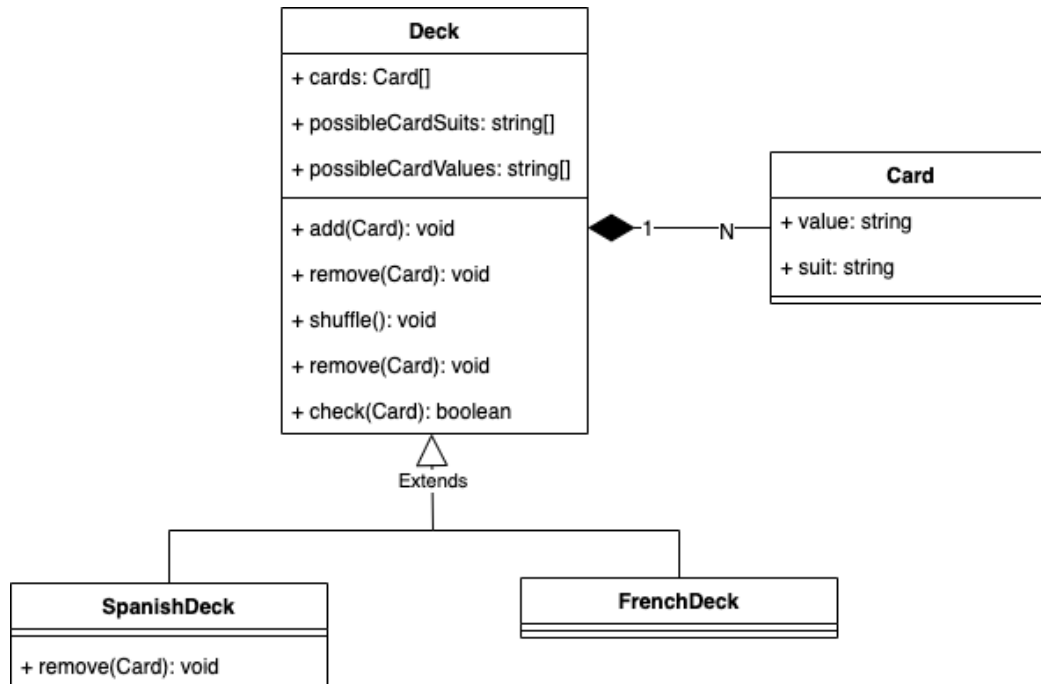 Deck
+ cards: Card[]
+ possibleCardSuits: string[]
+ possibleCardValues: string[]
+ add(Card): void
+ remove(Card): void
+ shuffle(): void
+ remove(Card): void
+ check(Card): boolean
1
N
Card
+ value: string
+ suit: string
Extends
SpanishDeck
+ remove(Card): void
FrenchDeck